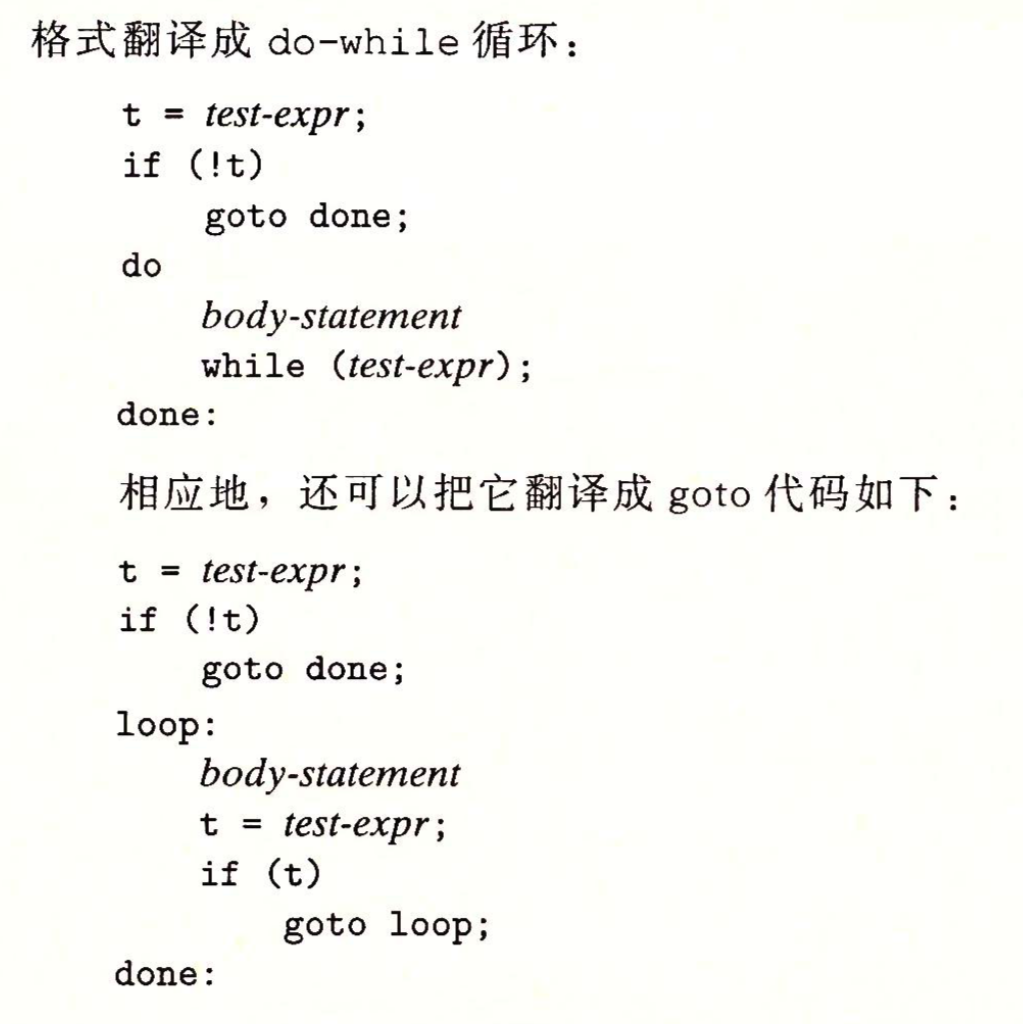 格式翻译成 do-while 循环：
t = test-expr;
if (!t)
goto done;
do
body-statement
while (test-expr);
done:
相应地，还可以把它翻译成 goto 代码如下：
t = test-expr;
if (!t)
goto done;
loop:
body-statement
t = test-expr;
if (t)
goto loop;
done: